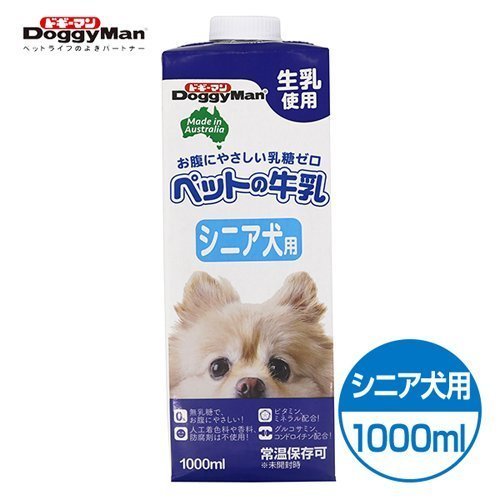 ドギーマン
DoggyMan
ペットライフのよきパートナー
ドギーマン
DoggyMan
生乳
使用
Made in
Australia
お腹にやさしい乳糖ゼロ
ペットの牛乳
シニア犬用
無乳糖で、
お腹にやさしい!
ビタミン、
ミネラル配合!
人工着色料や香料、
防腐剤は不使用!
グルコサミン、
コンドロイチン配合!
1000ml
常温保存可
※未開封時
シニア犬用
1000ml